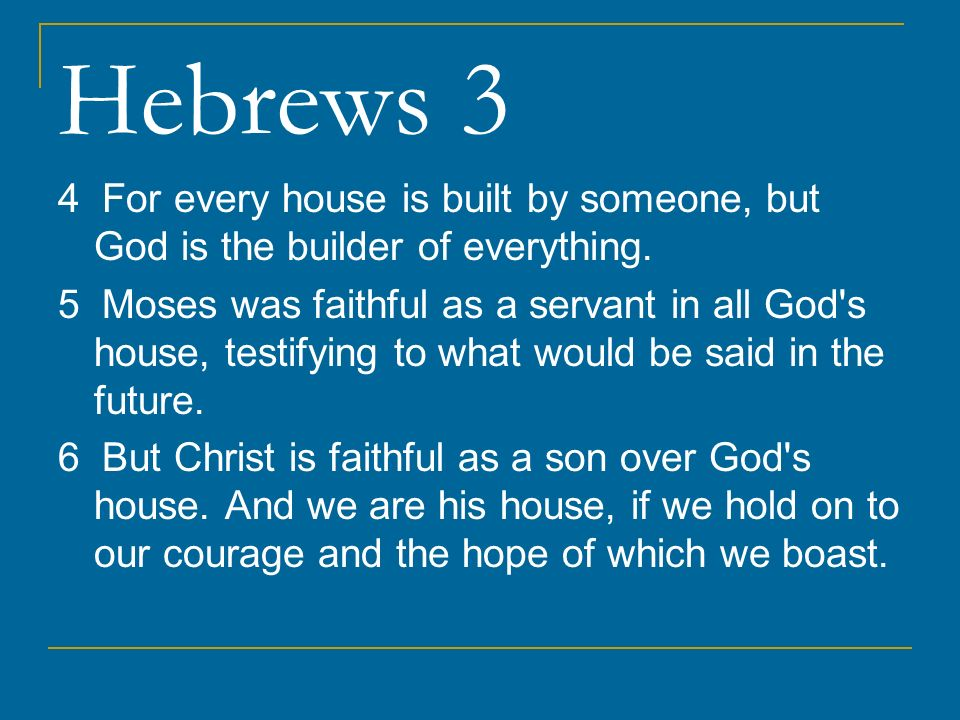 Hebrews 3
4 For every house is built by someone, but
God is the builder of everything.
5 Moses was faithful as a servant in all God's
house, testifying to what would be said in the
future.
6 But Christ is faithful as a son over God's
house. And we are his house, if we hold on to
our courage and the hope of which we boast.